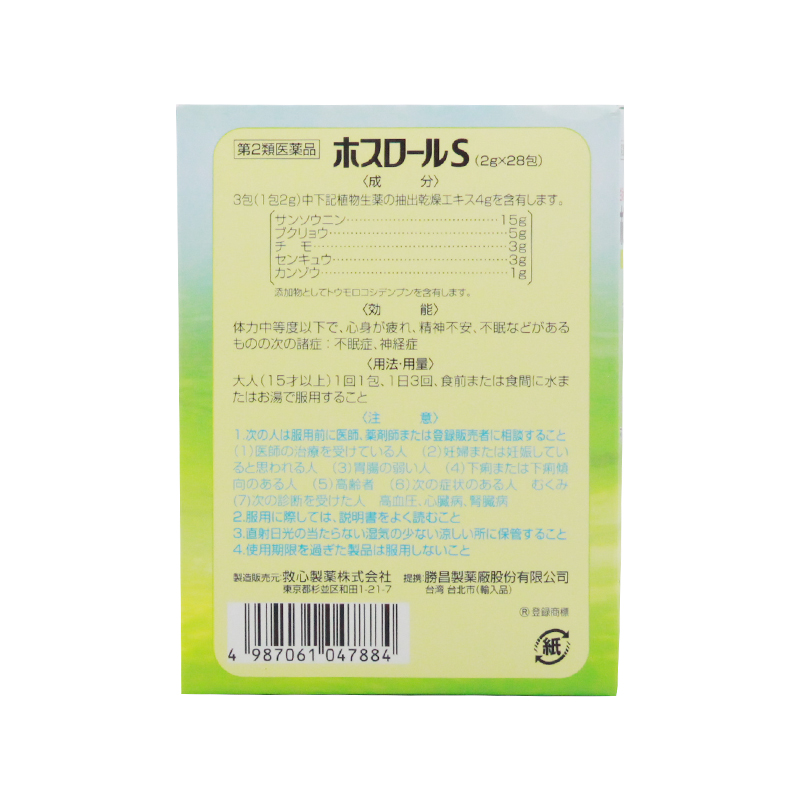 第2類医薬品 ホスロールS(2g×28包)
〈成 分〉
3包(1包2g)中下記植物生薬の抽出乾燥エキス4gを含有します。
サンソウニン……………………………15g
ブクリョウ………………………………5g
チ モ……………………………………3g
センキュウ………………………………3g
カンゾウ…………………………………1g
添加物としてトウモロコシデンプンを含有します。
〈効 能〉
体力中等度以下で、心身が疲れ、精神不安、不眠などがある
ものの次の諸症:不眠症、神経症
〈用法・用量〉
大人(15才以上)1回1包、1日3回、食前または食間に水ま
たはお湯で服用すること
〈注 意〉
1.次の人は服用前に医師、薬剤師または登録販売者に相談すること
(1)医師の治療を受けている人 (2)妊婦または妊娠してい
ると思われる人 (3)胃腸の弱い人 (4)下痢または下痢傾
向のある人 (5)高齢者 (6)次の症状のある人 むくみ
(7)次の診断を受けた人 高血圧、心臓病、腎臓病
2.服用に際しては、説明書をよく読むこと
3.直射日光の当たらない湿気の少ない涼しい所に保管すること
4.使用期限を過ぎた製品は服用しないこと
製造販売元:救心製薬株式会社 提携:勝昌製薬廠股份有限公司
東京都杉並区和田1-21-7 台湾 台北市(輸入品)
®登録商標
4 987061 047884
紙